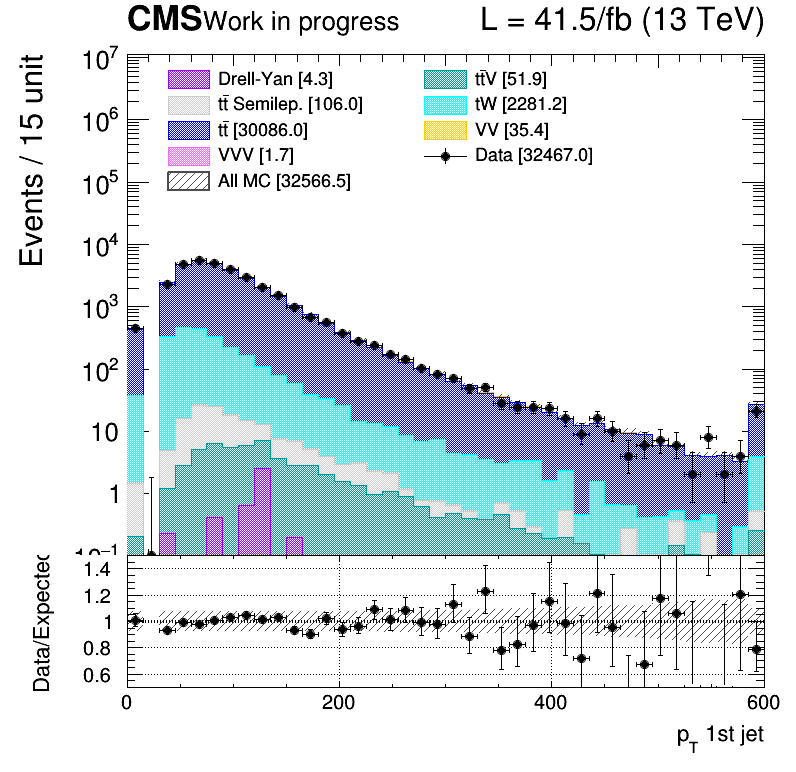 CMS Work in progress L = 41.5/fb (13 TeV)
Events / 15 unit
10⁷
10⁶
10⁵
10⁴
10³
10²
10
1
10⁻¹
Drell-Yan [4.3]
tt̄ Semilep. [106.0]
tt̄ [30086.0]
VVV [1.7]
All MC [32566.5]
tt̄V [51.9]
tW [2281.2]
VV [35.4]
Data [32467.0]
Data/Expected
1.4
1.2
1
0.8
0.6
0 200 400 600
p_T 1st jet